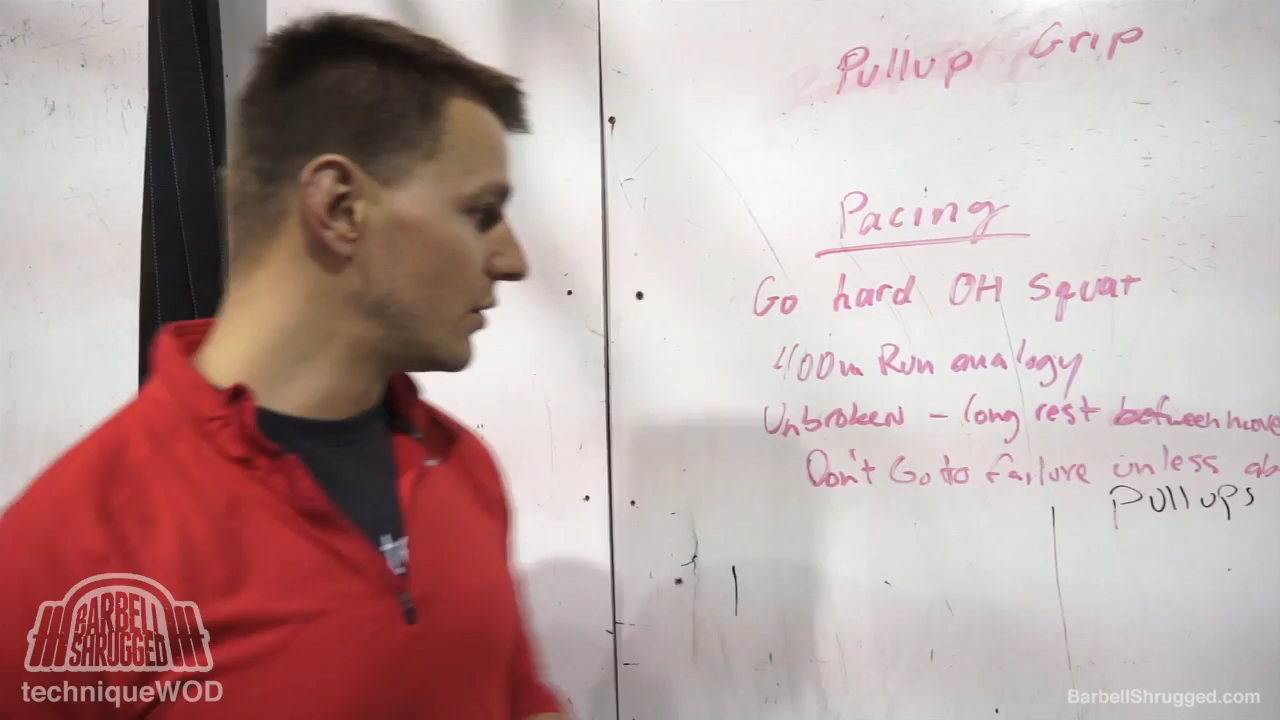 Pullup Grip
Pacing
Go hard OH Squat
400m Run analogy
Unbroken - long rest between move
Don't Go to failure unless ab
Pullups
BARBELL
SHRUGGED
techniqueWOD
BarbellShrugged.com